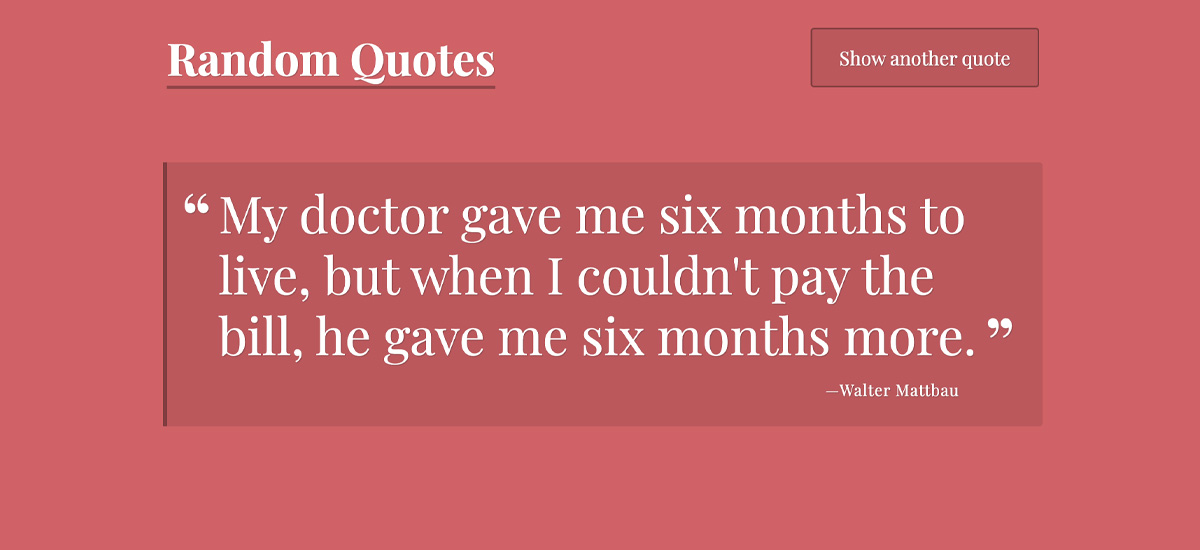 Random Quotes
Show another quote
“ My doctor gave me six months to
live, but when I couldn't pay the
bill, he gave me six months more. ”
—Walter Mattbau